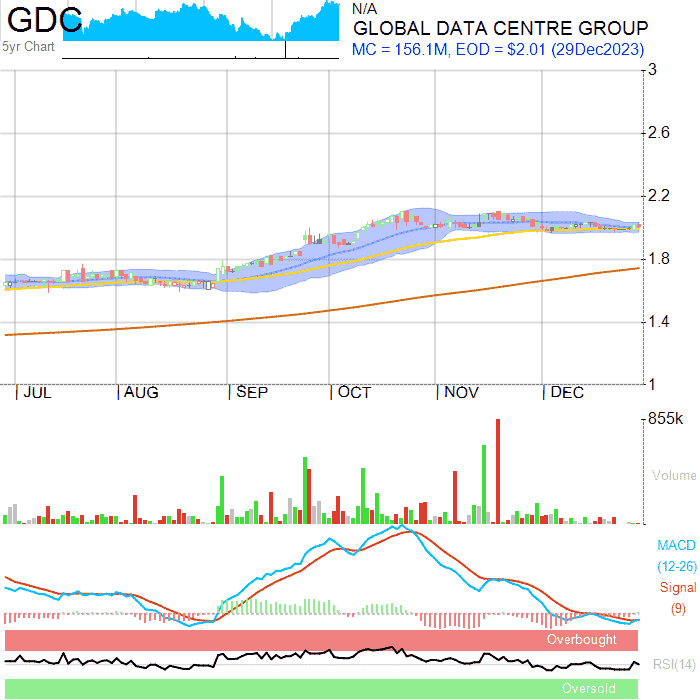 GDC
5yr Chart
N/A
GLOBAL DATA CENTRE GROUP
MC = 156.1M, EOD = $2.01 (29Dec2023)
3
2.6
2.2
2
1.8
1.4
1
JUL
AUG
SEP
OCT
NOV
DEC
855k
Volume
MACD
(12-26)
Signal
(9)
Overbought
RSI(14)
Oversold